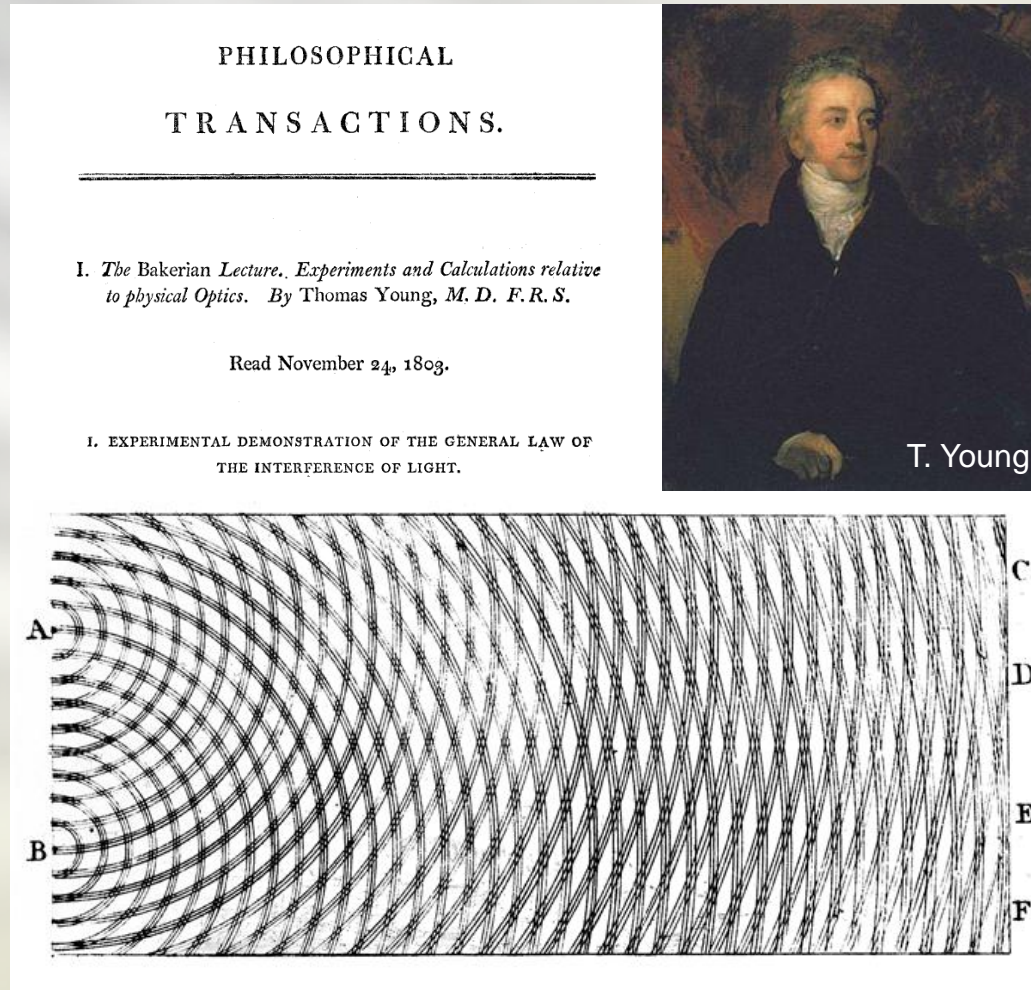 PHILOSOPHICAL
TRANSACTIONS.
I. The Bakerian Lecture. Experiments and Calculations relative
to physical Optics. By Thomas Young, M. D. F. R. S.
Read November 24, 1803.
I. EXPERIMENTAL DEMONSTRATION OF THE GENERAL LAW OF
THE INTERFERENCE OF LIGHT.
T. Young
A
B
C
D
E
F